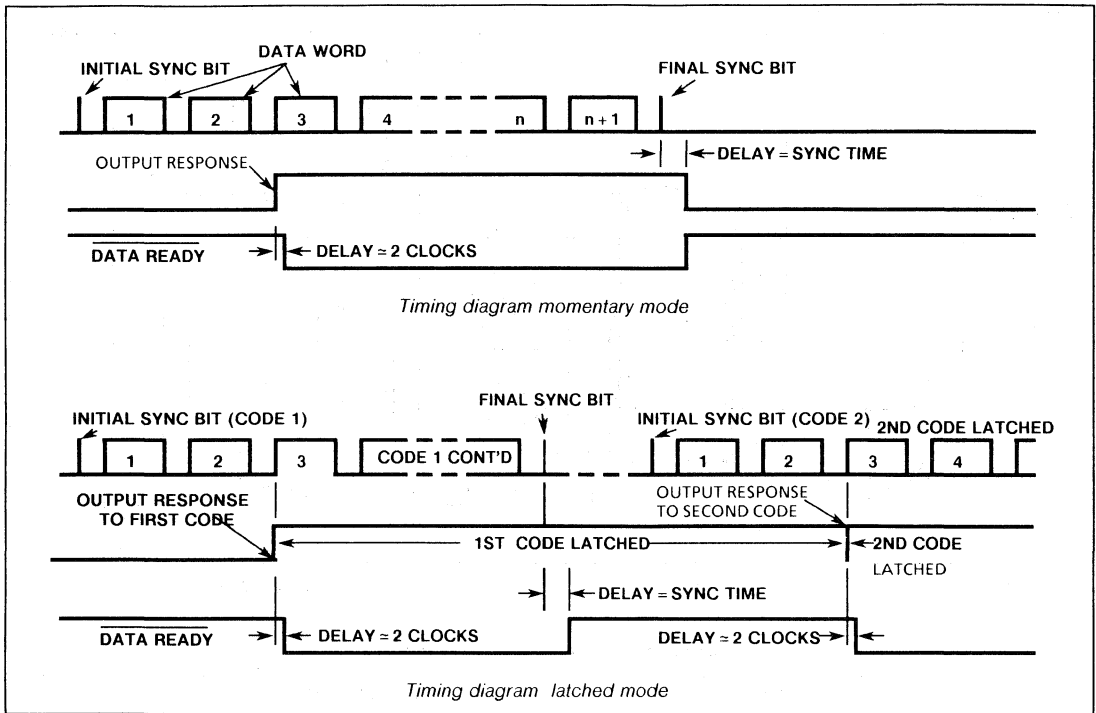 DATA WORD
INITIAL SYNC BIT
FINAL SYNC BIT
1 2 3 4 n n + 1
DELAY = SYNC TIME
OUTPUT RESPONSE
DATA READY
DELAY ≃ 2 CLOCKS
Timing diagram momentary mode
FINAL SYNC BIT
INITIAL SYNC BIT (CODE 1)
INITIAL SYNC BIT (CODE 2)
2ND CODE LATCHED
1 2 3 CODE 1 CONT'D 1 2 3 4
OUTPUT RESPONSE
TO FIRST CODE
OUTPUT RESPONSE
TO SECOND CODE
1ST CODE LATCHED
2ND CODE
LATCHED
DELAY = SYNC TIME
DATA READY
DELAY ≃ 2 CLOCKS
DELAY ≃ 2 CLOCKS
Timing diagram latched mode